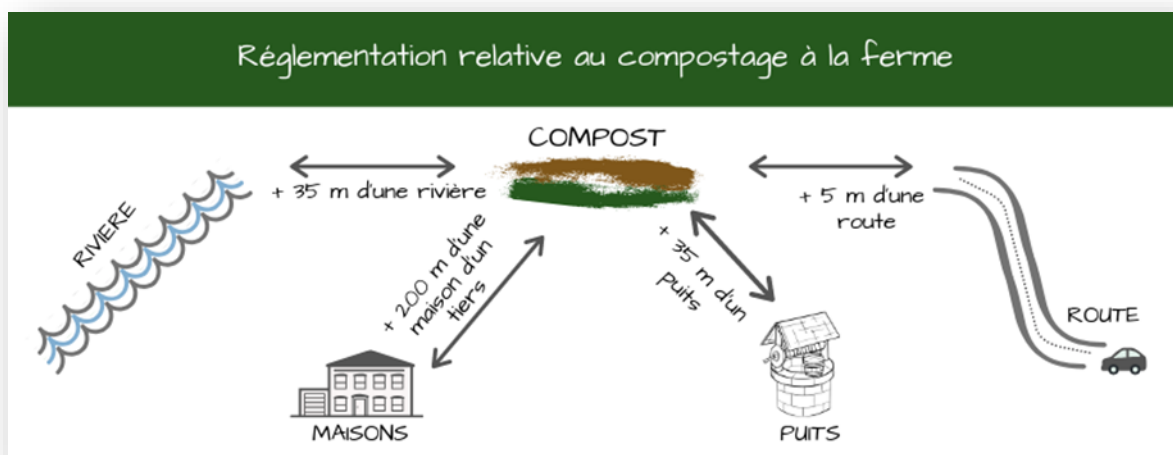 Réglementation relative au compostage à la ferme
COMPOST
+ 35 m d'une rivière
+ 5 m d'une
route
RIVIERE
+ 200 m d'une
maison d'un
tiers
+ 35 m d'un
puits
ROUTE
MAISONS
PUITS